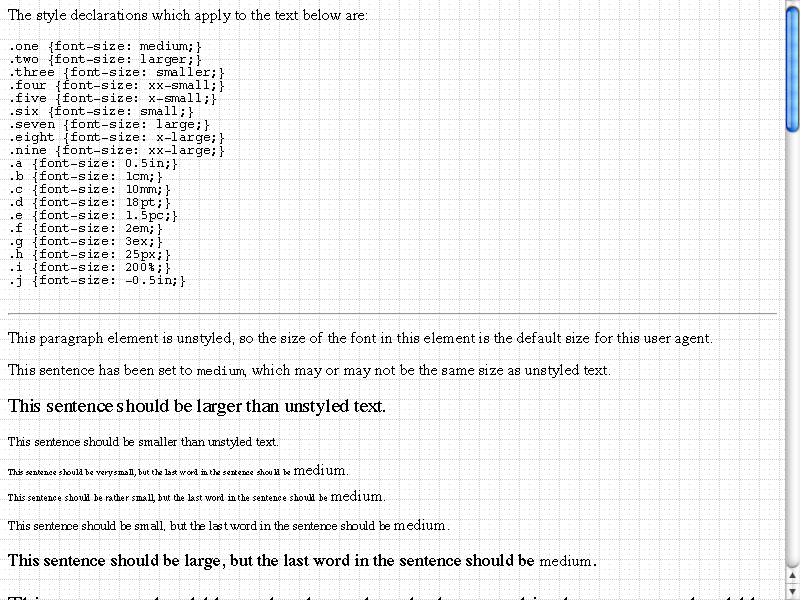 The style declarations which apply to the text below are:
.one {font-size: medium;}
.two {font-size: larger;}
.three {font-size: smaller;}
.four {font-size: xx-small;}
.five {font-size: x-small;}
.six {font-size: small;}
.seven {font-size: large;}
.eight {font-size: x-large;}
.nine {font-size: xx-large;}
.a {font-size: 0.5in;}
.b {font-size: 1cm;}
.c {font-size: 10mm;}
.d {font-size: 18pt;}
.e {font-size: 1.5pc;}
.f {font-size: 2em;}
.g {font-size: 3ex;}
.h {font-size: 25px;}
.i {font-size: 200%;}
.j {font-size: -0.5in;}
This paragraph element is unstyled, so the size of the font in this element is the default size for this user agent.
This sentence has been set to medium, which may or may not be the same size as unstyled text.
This sentence should be larger than unstyled text.
This sentence should be smaller than unstyled text.
This sentence should be very small, but the last word in the sentence should be medium.
This sentence should be rather small, but the last word in the sentence should be medium.
This sentence should be small, but the last word in the sentence should be medium.
This sentence should be large, but the last word in the sentence should be medium.